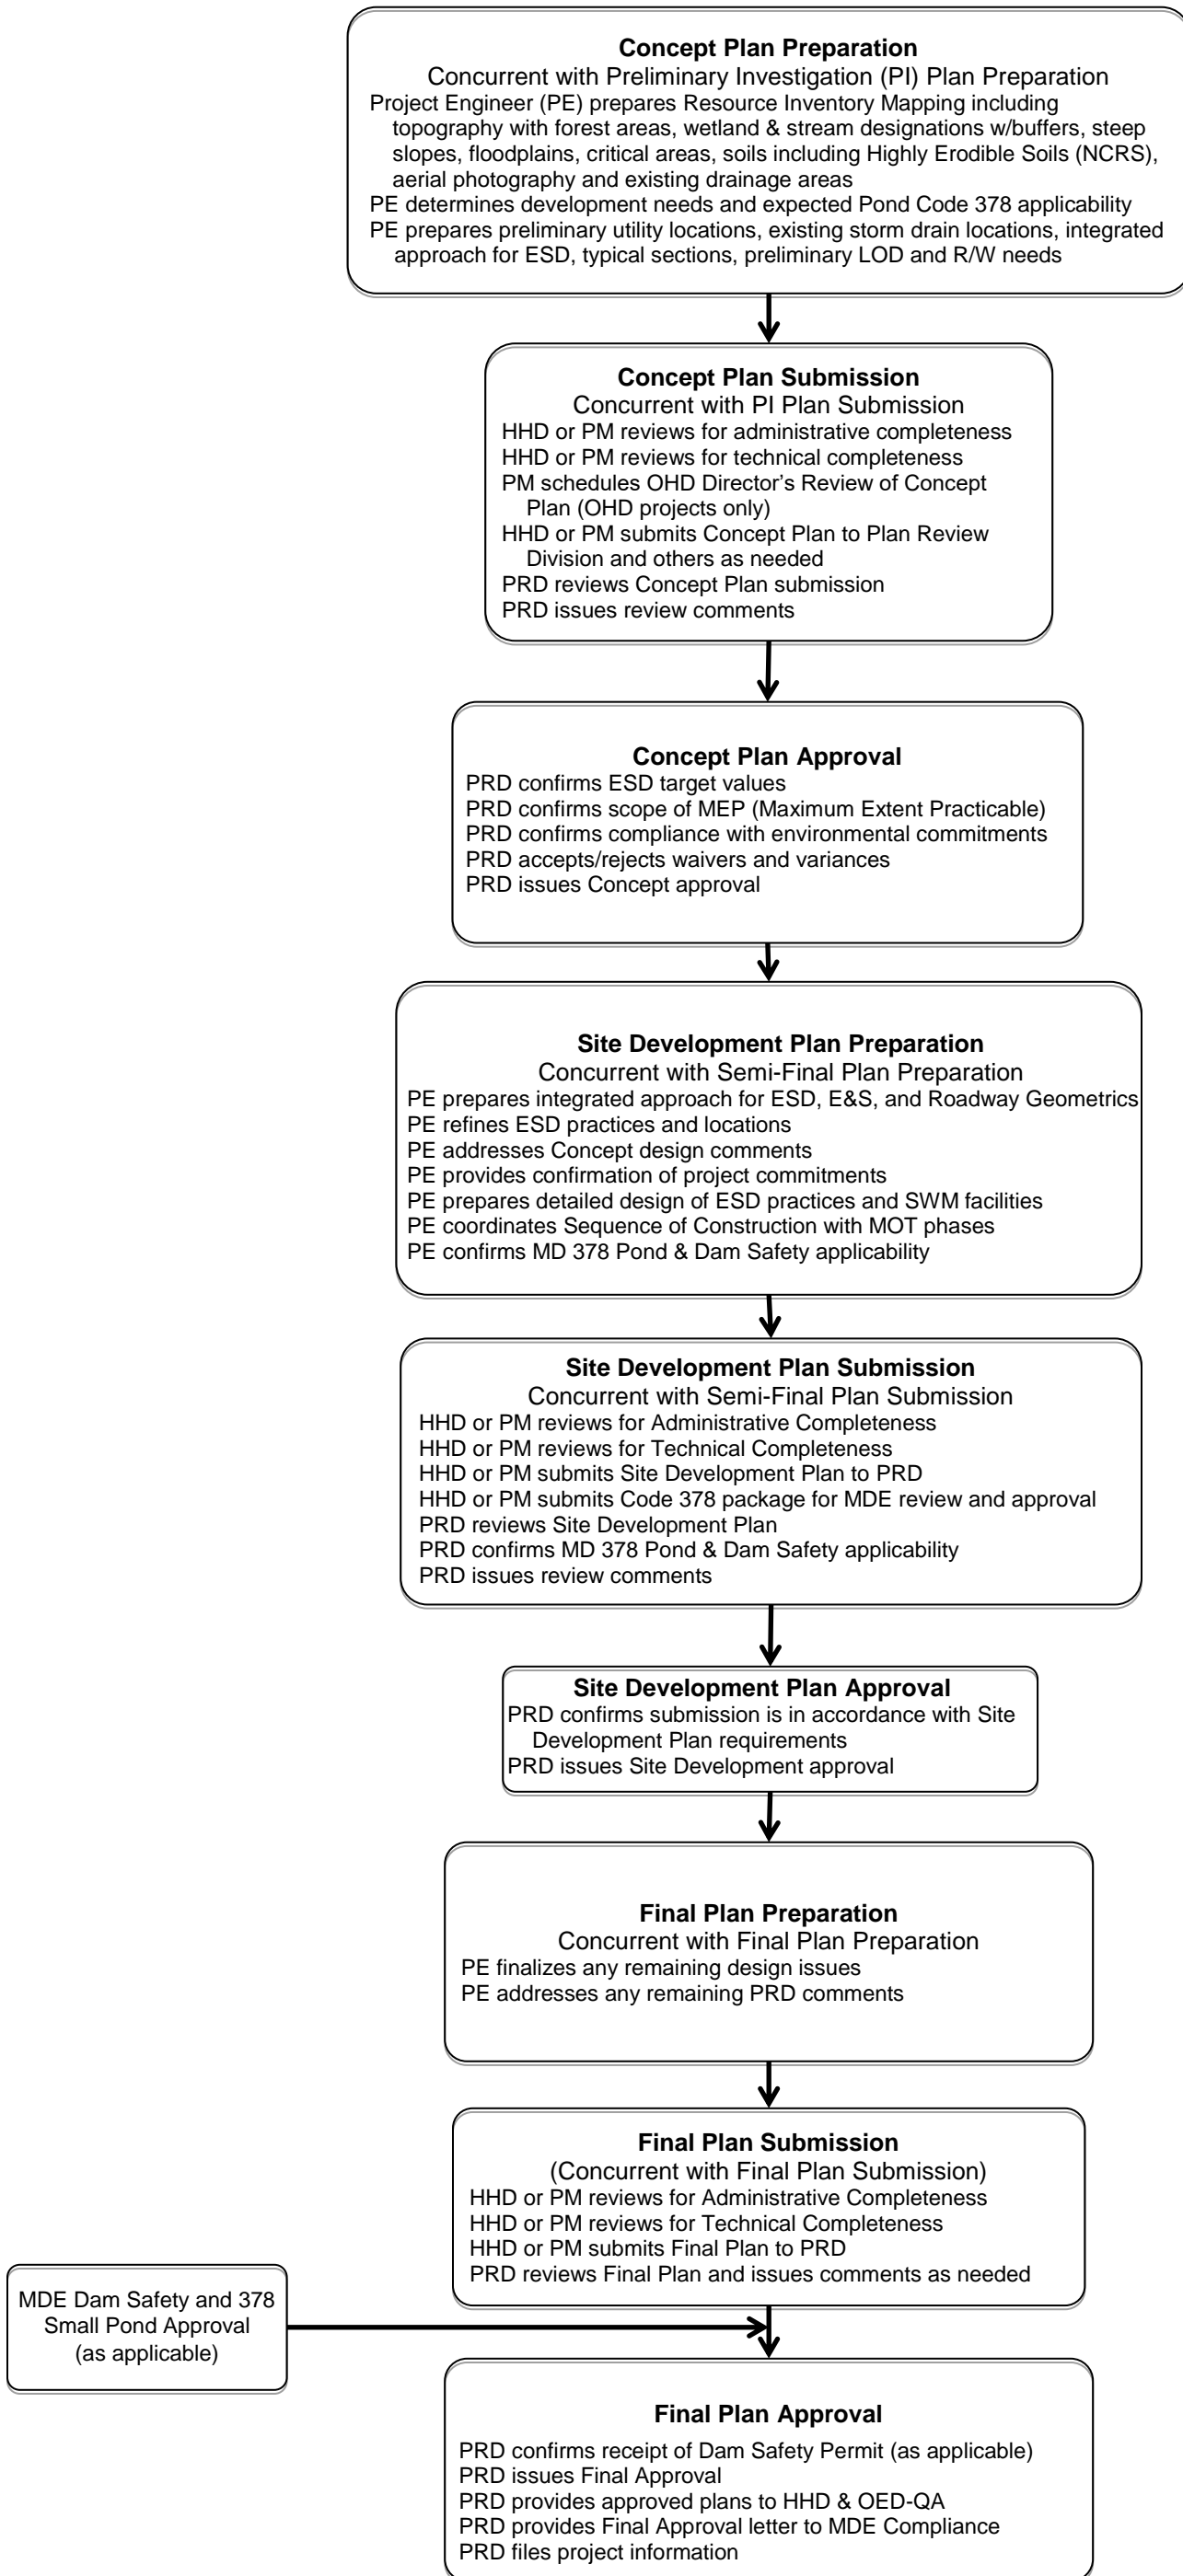 Concept Plan Preparation
Concurrent with Preliminary Investigation (PI) Plan Preparation
Project Engineer (PE) prepares Resource Inventory Mapping including
topography with forest areas, wetland & stream designations w/buffers, steep
slopes, floodplains, critical areas, soils including Highly Erodible Soils (NCRS),
aerial photography and existing drainage areas
PE determines development needs and expected Pond Code 378 applicability
PE prepares preliminary utility locations, existing storm drain locations, integrated
approach for ESD, typical sections, preliminary LOD and R/W needs
Concept Plan Submission
Concurrent with PI Plan Submission
HHD or PM reviews for administrative completeness
HHD or PM reviews for technical completeness
PM schedules OHD Director’s Review of Concept
Plan (OHD projects only)
HHD or PM submits Concept Plan to Plan Review
Division and others as needed
PRD reviews Concept Plan submission
PRD issues review comments
Concept Plan Approval
PRD confirms ESD target values
PRD confirms scope of MEP (Maximum Extent Practicable)
PRD confirms compliance with environmental commitments
PRD accepts/rejects waivers and variances
PRD issues Concept approval
Site Development Plan Preparation
Concurrent with Semi-Final Plan Preparation
PE prepares integrated approach for ESD, E&S, and Roadway Geometrics
PE refines ESD practices and locations
PE addresses Concept design comments
PE provides confirmation of project commitments
PE prepares detailed design of ESD practices and SWM facilities
PE coordinates Sequence of Construction with MOT phases
PE confirms MD 378 Pond & Dam Safety applicability
Site Development Plan Submission
Concurrent with Semi-Final Plan Submission
HHD or PM reviews for Administrative Completeness
HHD or PM reviews for Technical Completeness
HHD or PM submits Site Development Plan to PRD
HHD or PM submits Code 378 package for MDE review and approval
PRD reviews Site Development Plan
PRD confirms MD 378 Pond & Dam Safety applicability
PRD issues review comments
Site Development Plan Approval
PRD confirms submission is in accordance with Site
Development Plan requirements
PRD issues Site Development approval
Final Plan Preparation
Concurrent with Final Plan Preparation
PE finalizes any remaining design issues
PE addresses any remaining PRD comments
Final Plan Submission
(Concurrent with Final Plan Submission)
HHD or PM reviews for Administrative Completeness
HHD or PM reviews for Technical Completeness
HHD or PM submits Final Plan to PRD
PRD reviews Final Plan and issues comments as needed
MDE Dam Safety and 378
Small Pond Approval
(as applicable)
Final Plan Approval
PRD confirms receipt of Dam Safety Permit (as applicable)
PRD issues Final Approval
PRD provides approved plans to HHD & OED-QA
PRD provides Final Approval letter to MDE Compliance
PRD files project information